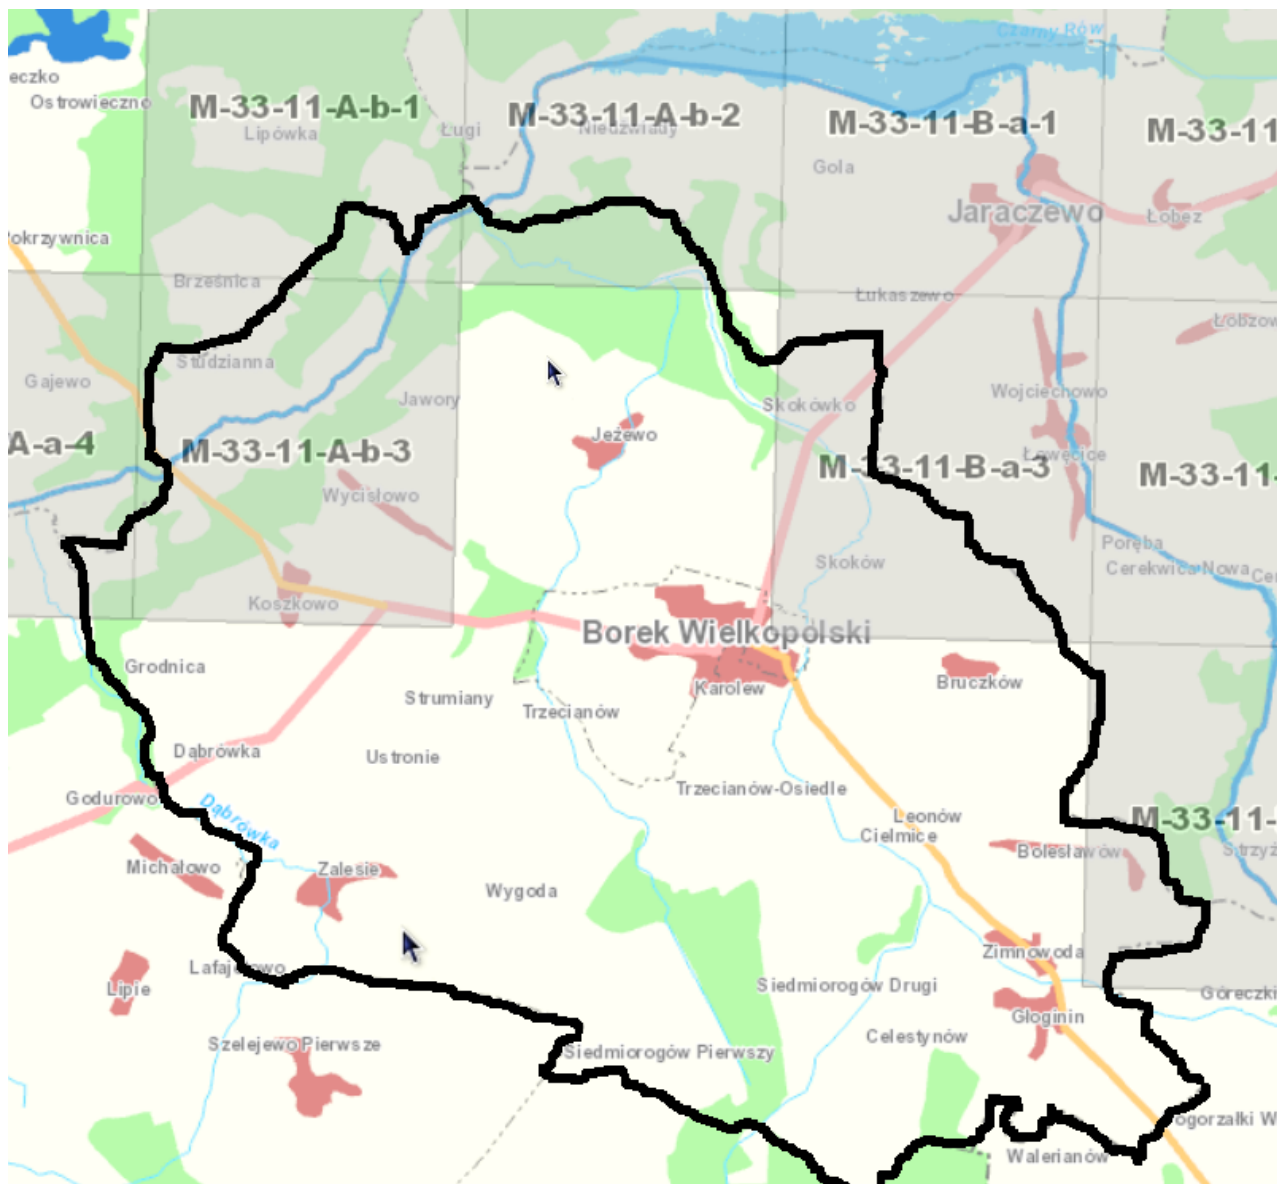 Czarny Rów
eczko
Ostrowieczno
M-33-11-A-b-1
Lipówka
Ługi
M-33-11-A-b-2
Niedźwiady
M-33-11-B-a-1
M-33-11
Gola
Jaraczewo
Łobez
Pokrzywnica
Brześnica
Łukaszewo
Łobzow
Studzianna
Gajewo
Jawory
Skokówko
Wojciechowo
A-a-4
M-33-11-A-b-3
Jeżewo
Łowęcice
M-33-11-B-a-3
M-33-11-
Wycisłowo
Skoków
Poręba
Cerekwica Nowa
Cer
Koszkowo
Borek Wielkopolski
Grodnica
Karolew
Bruczków
Strumiany
Trzecianów
Dąbrówka
Ustronie
Godurowo
Dąbrówka
Trzecianów-Osiedle
Leonów
Cielmice
M-33-11-
Bolesławów
Strzyż
Michałowo
Zalesie
Wygoda
Zimnowoda
Lafajetowo
Lipie
Siedmiorogów Drugi
Góreczki
Głoginin
Celestynów
Szelejewo Pierwsze
Siedmiorogów Pierwszy
ogorzałki W
Walerianów